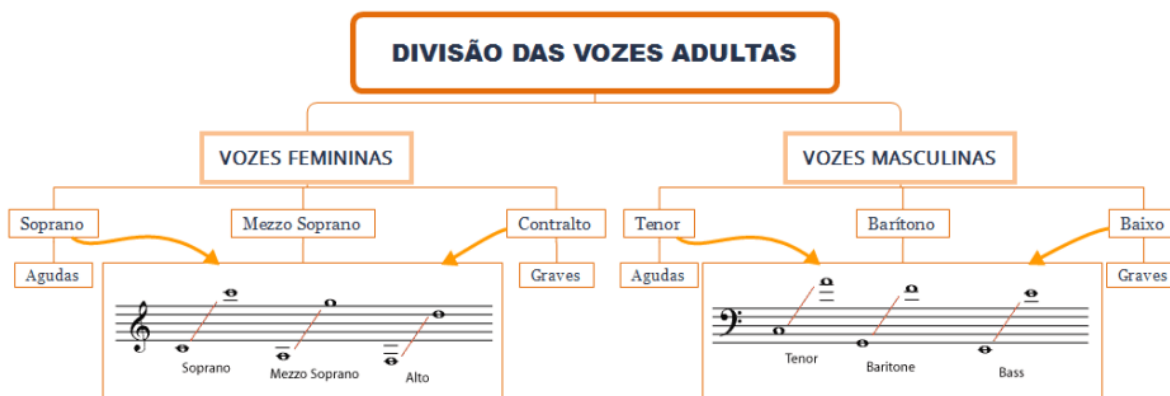 DIVISÃO DAS VOZES ADULTAS
VOZES FEMININAS
VOZES MASCULINAS
Soprano
Mezzo Soprano
Contralto
Tenor
Barítono
Baixo
Agudas
Graves
Agudas
Graves
Soprano
Mezzo Soprano
Alto
Tenor
Baritone
Bass